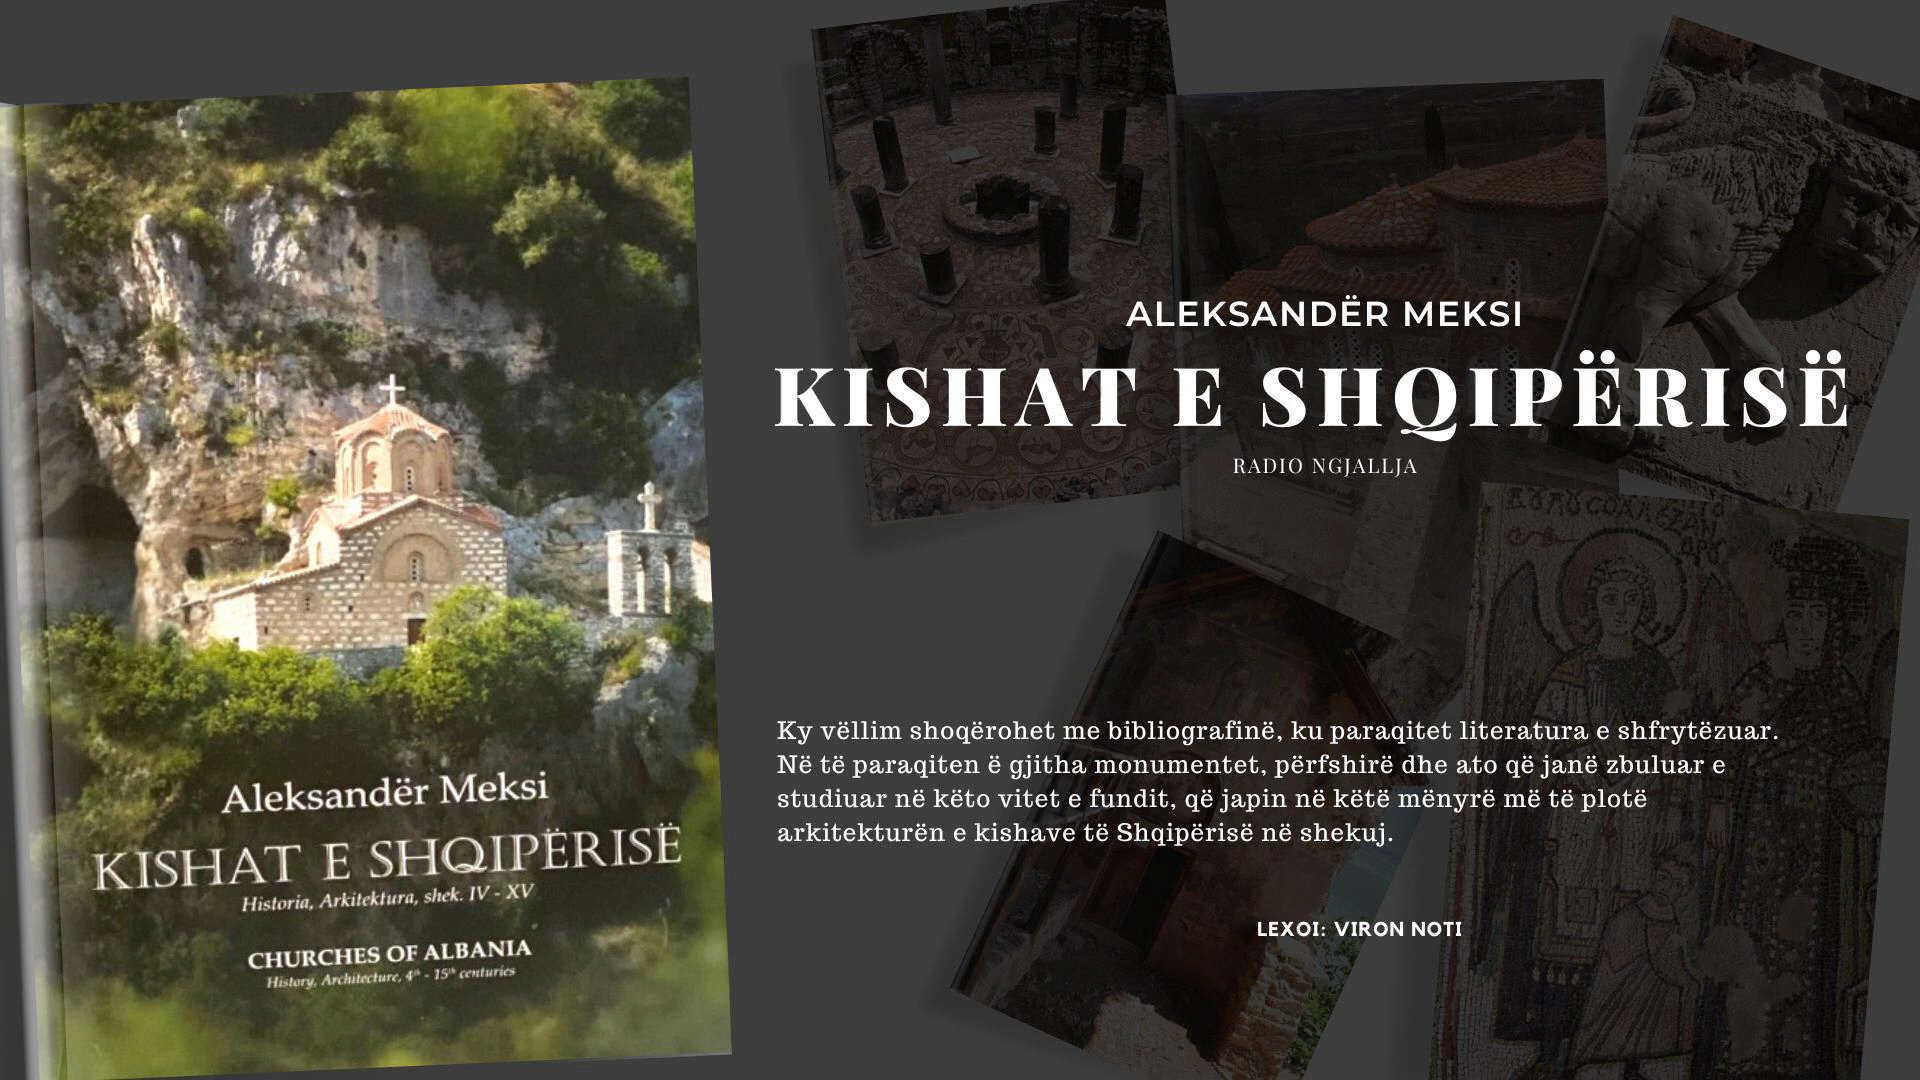 Aleksandër Meksi
KISHAT E SHQIPËRISË
Historia, Arkitektura, shek. IV - XV
CHURCHES OF ALBANIA
History, Architecture, 4th - 15th centuries
ALEKSANDËR MEKSI
KISHAT E SHQIPËRISË
RADIO NGJALLJA
Ky vëllim shoqërohet me bibliografinë, ku paraqitet literatura e shfrytëzuar.
Në të paraqiten ë gjitha monumentet, përfshirë dhe ato që janë zbuluar e
studiuar në këto vitet e fundit, që japin në këtë mënyrë më të plotë
arkitekturën e kishave të Shqipërisë në shekuj.
LEXOI: VIRON NOTI